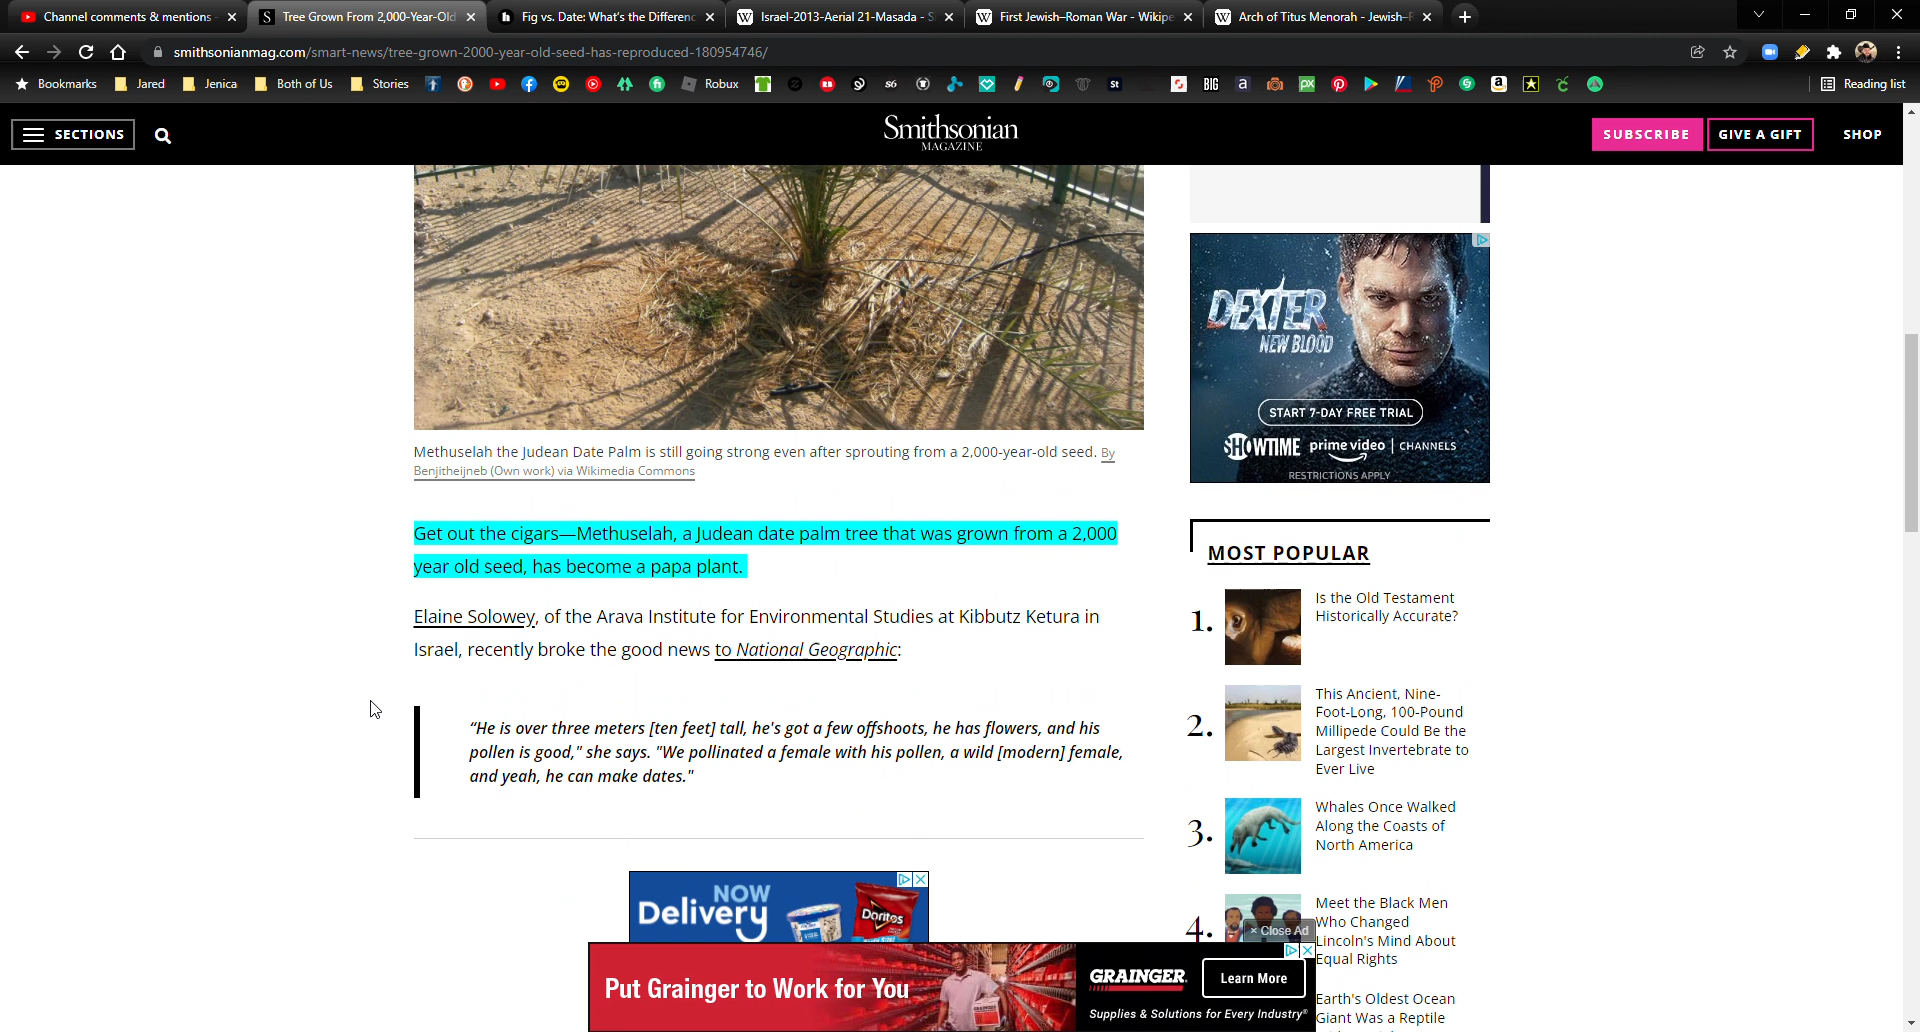 Channel comments & mentions
Tree Grown From 2,000-Year-Old
Fig vs. Date: What's the Differenc
Israel-2013-Aerial 21-Masada - S
First Jewish–Roman War - Wikipe
Arch of Titus Menorah - Jewish–R
smithsonianmag.com/smart-news/tree-grown-2000-year-old-seed-has-reproduced-180954746/
Bookmarks
Jared
Jenica
Both of Us
Stories
Robux
BIG
Reading list
SECTIONS
Smithsonian
MAGAZINE
SUBSCRIBE
GIVE A GIFT
SHOP
Methuselah the Judean Date Palm is still going strong even after sprouting from a 2,000-year-old seed. By
Benjitheijneb (Own work) via Wikimedia Commons
Get out the cigars—Methuselah, a Judean date palm tree that was grown from a 2,000
year old seed, has become a papa plant.
Elaine Solowey, of the Arava Institute for Environmental Studies at Kibbutz Ketura in
Israel, recently broke the good news to National Geographic:
“He is over three meters [ten feet] tall, he's got a few offshoots, he has flowers, and his
pollen is good," she says. "We pollinated a female with his pollen, a wild [modern] female,
and yeah, he can make dates."
NOW
Delivery
Doritos
Put Grainger to Work for You
GRAINGER
Learn More
Supplies & Solutions for Every Industry®
× Close Ad
DEXTER
NEW BLOOD
START 7-DAY FREE TRIAL
SHOWTIME prime video | CHANNELS
RESTRICTIONS APPLY
MOST POPULAR
1.
Is the Old Testament
Historically Accurate?
2.
This Ancient, Nine-
Foot-Long, 100-Pound
Millipede Could Be the
Largest Invertebrate to
Ever Live
3.
Whales Once Walked
Along the Coasts of
North America
4.
Meet the Black Men
Who Changed
Lincoln's Mind About
Equal Rights
Earth's Oldest Ocean
Giant Was a Reptile